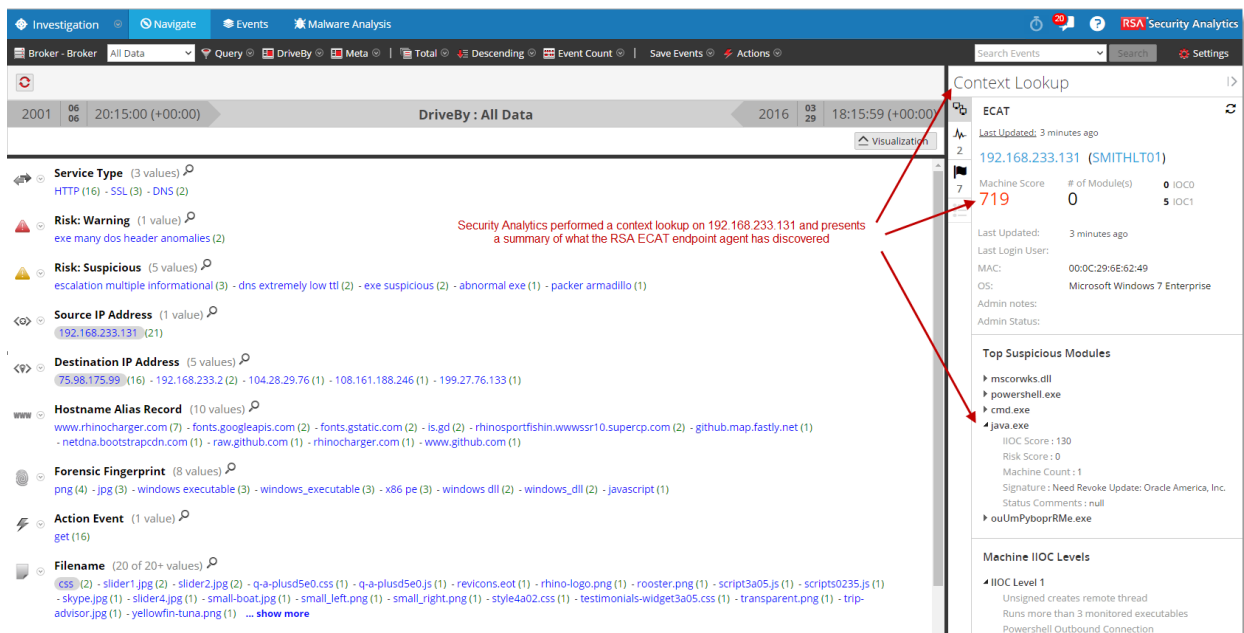 Investigation Navigate Events Malware Analysis 20 ? RSA Security Analytics
Broker - Broker All Data Query DriveBy Meta | Total Descending Event Count | Save Events Actions Search Events Search Settings
Context Lookup
2001 06 06 20:15:00 (+00:00) DriveBy : All Data 2016 03 29 18:15:59 (+00:00)
Visualization
Service Type (3 values)
HTTP (16) - SSL (3) - DNS (2)
Risk: Warning (1 value)
exe many dos header anomalies (2)
Risk: Suspicious (5 values)
escalation multiple informational (3) - dns extremely low ttl (2) - exe suspicious (2) - abnormal exe (1) - packer armadillo (1)
Source IP Address (1 value)
192.168.233.131 (21)
Destination IP Address (5 values)
75.98.175.99 (16) - 192.168.233.2 (2) - 104.28.29.76 (1) - 108.161.188.246 (1) - 199.27.76.133 (1)
Hostname Alias Record (10 values)
www.rhinocharger.com (7) - fonts.googleapis.com (2) - fonts.gstatic.com (2) - is.gd (2) - rhinosportfishin.wwwssr10.supercp.com (2) - github.map.fastly.net (1)
- netdna.bootstrapcdn.com (1) - raw.github.com (1) - rhinocharger.com (1) - www.github.com (1)
Forensic Fingerprint (8 values)
png (4) - jpg (3) - windows executable (3) - windows_executable (3) - x86 pe (3) - windows dll (2) - windows_dll (2) - javascript (1)
Action Event (1 value)
get (16)
Filename (20 of 20+ values)
css (2) - slider1.jpg (2) - slider2.jpg (2) - q-a-plusd5e0.css (1) - q-a-plusd5e0.js (1) - revicons.eot (1) - rhino-logo.png (1) - rooster.png (1) - script3a05.js (1) - scripts0235.js (1)
- skype.jpg (1) - slider4.jpg (1) - small-boat.jpg (1) - small_left.png (1) - small_right.png (1) - style4a02.css (1) - testimonials-widget3a05.css (1) - transparent.png (1) - trip-
advisor.jpg (1) - yellowfin-tuna.png (1) ... show more
www
Security Analytics performed a context lookup on 192.168.233.131 and presents
a summary of what the RSA ECAT endpoint agent has discovered
2
7
ECAT
Last Updated: 3 minutes ago
192.168.233.131 (SMITHLT01)
Machine Score # of Module(s) 0 IOC0
719 0 5 IOC1
Last Updated: 3 minutes ago
Last Login User:
MAC: 00:0C:29:6E:62:49
OS: Microsoft Windows 7 Enterprise
Admin notes:
Admin Status:
Top Suspicious Modules
mscorwks.dll
powershell.exe
cmd.exe
java.exe
IIOC Score : 130
Risk Score : 0
Machine Count : 1
Signature : Need Revoke Update: Oracle America, Inc.
Status Comments : null
ouUmPyboprRMe.exe
Machine IIOC Levels
IIOC Level 1
Unsigned creates remote thread
Runs more than 3 monitored executables
Powershell Outbound Connection